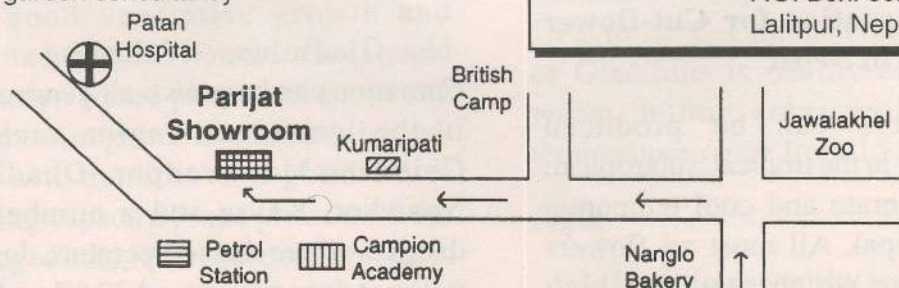 Patan
Hospital
Lalitpur, Nep
British
Camp
Parijat
Showroom
Kumaripati
Jawalakhel
Zoo
Petrol
Station
Campion
Academy
Nanglo
Bakery